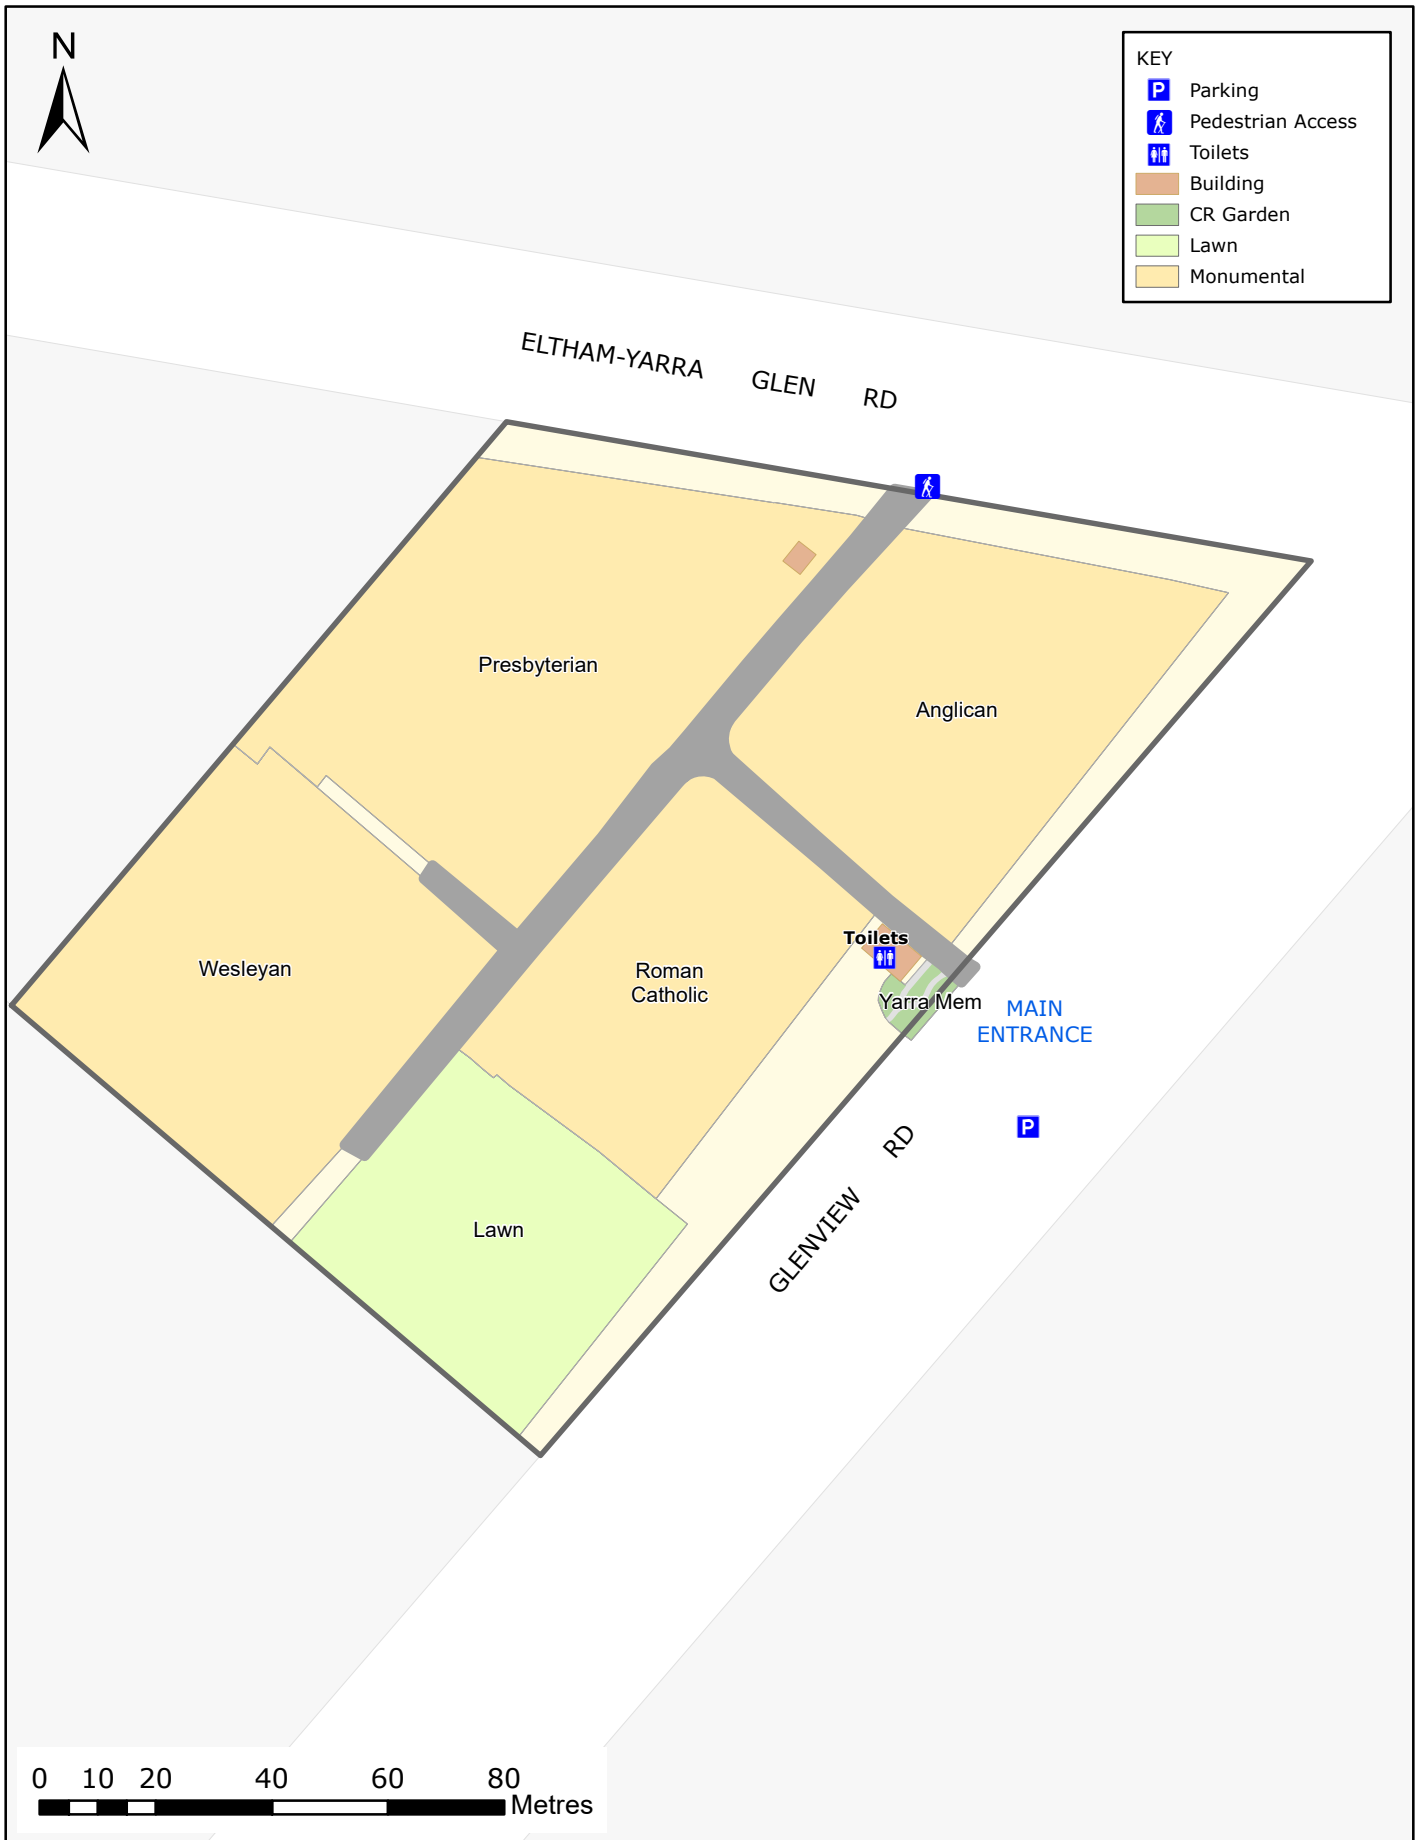 N
KEY
P Parking
Pedestrian Access
Toilets
Building
CR Garden
Lawn
Monumental
ELTHAM-YARRA GLEN RD
Presbyterian
Anglican
Wesleyan
Roman
Catholic
Toilets
Yarra Mem
MAIN
ENTRANCE
P
GLENVIEW RD
Lawn
0 10 20 40 60 80
Metres